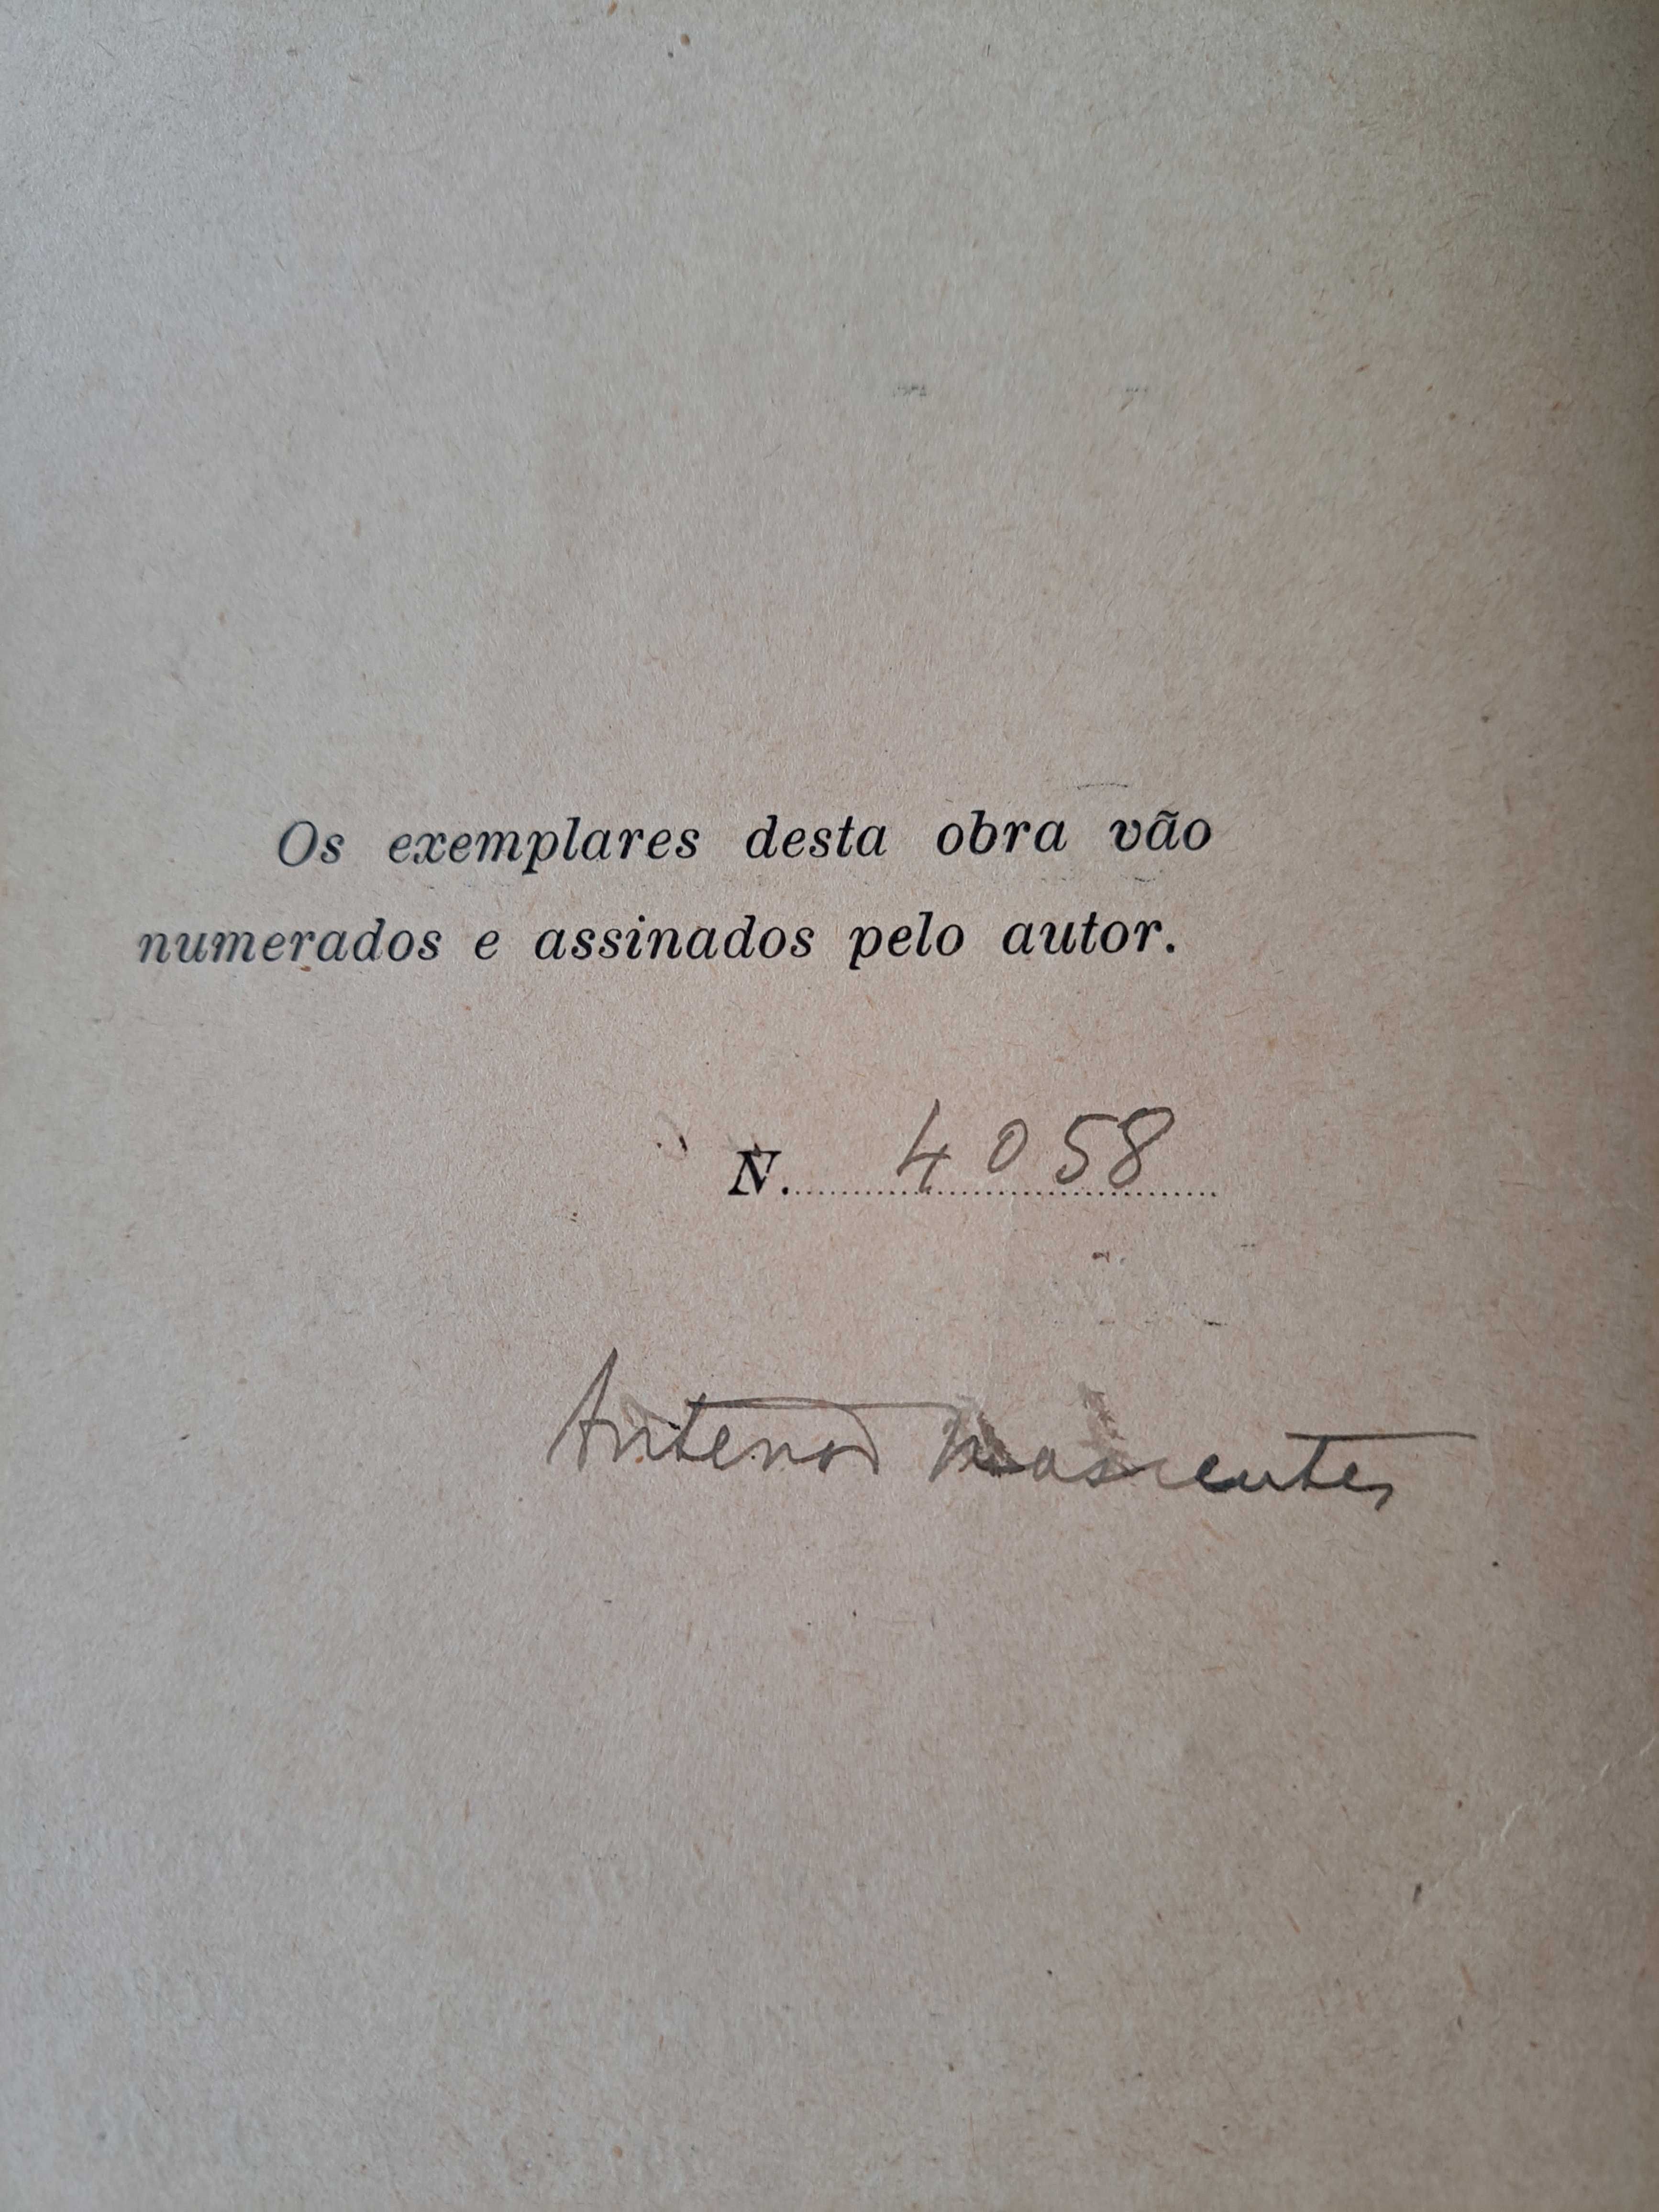 Os exemplares desta obra vão
numerados e assinados pelo autor.
N. 4058
Antenor Nascentes